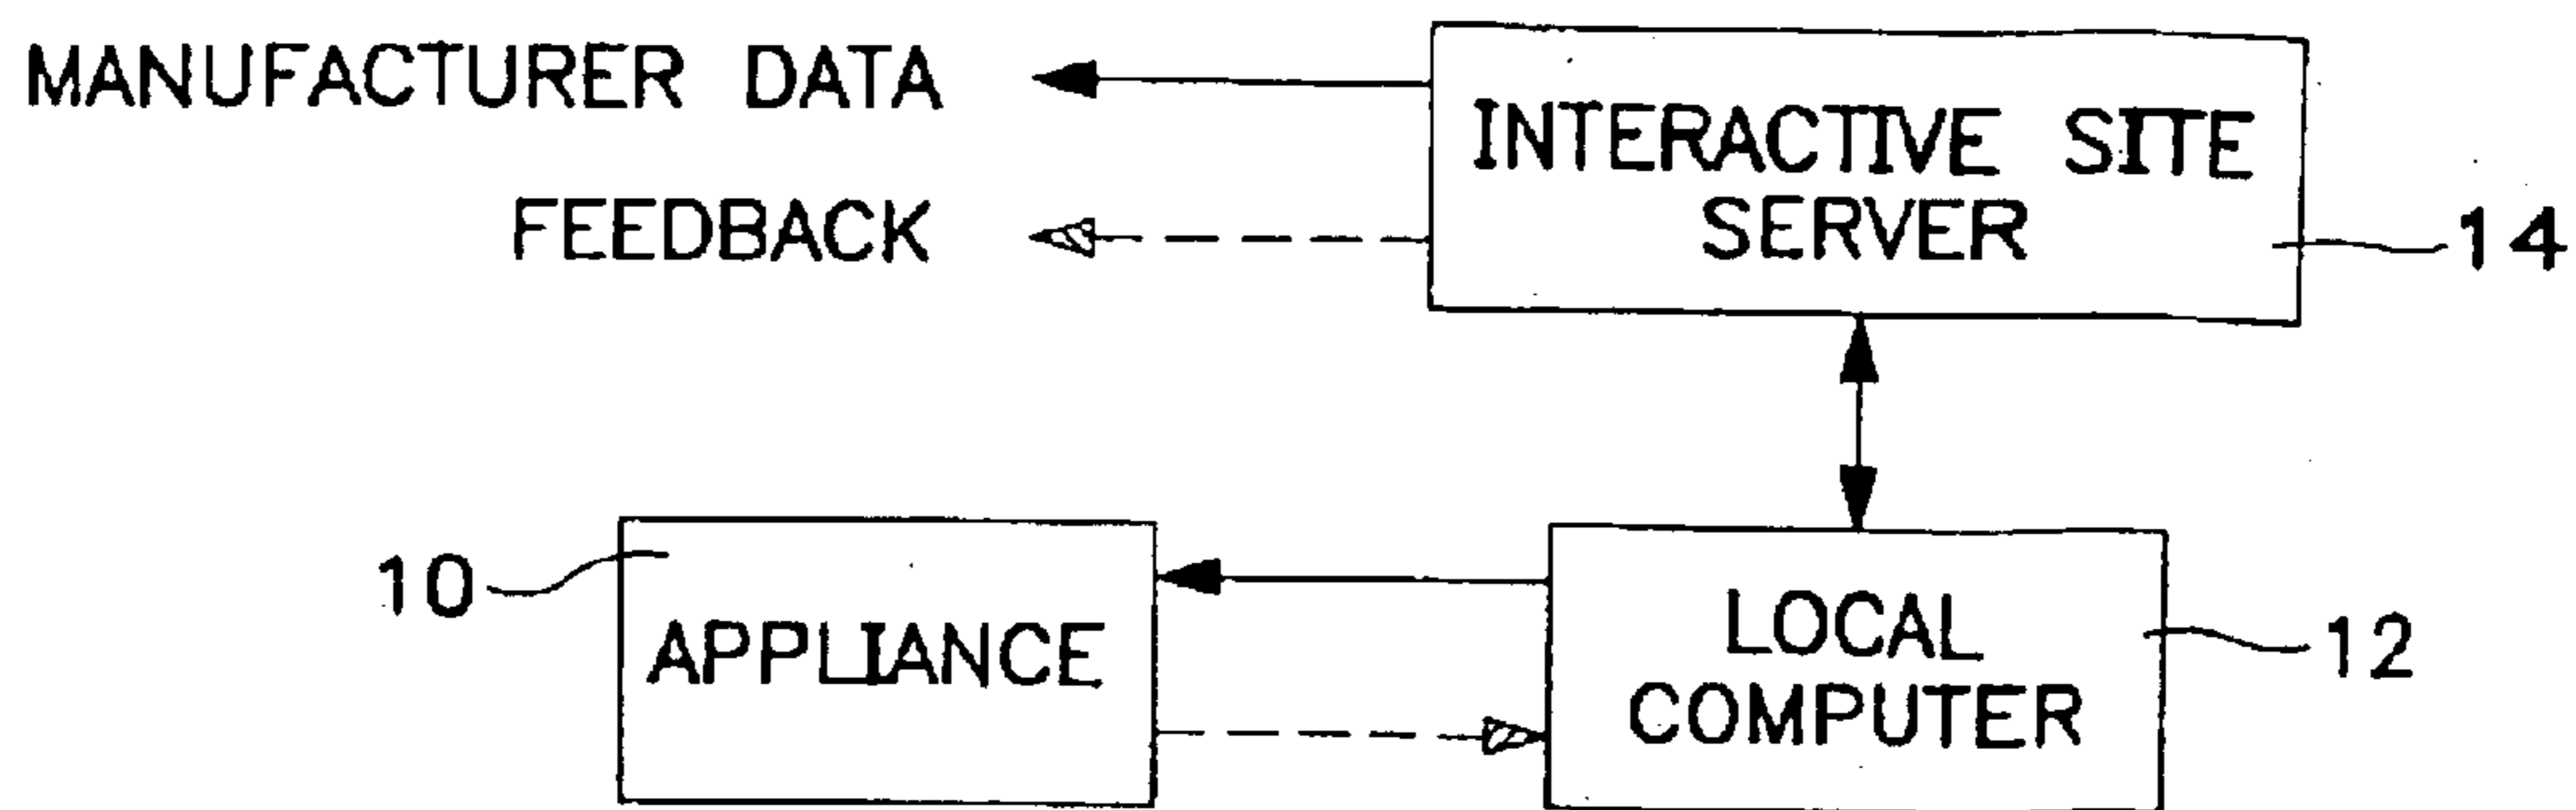 MANUFACTURER DATA
INTERACTIVE SITE
SERVER
FEEDBACK
14
10
APPLIANCE
LOCAL
COMPUTER
12